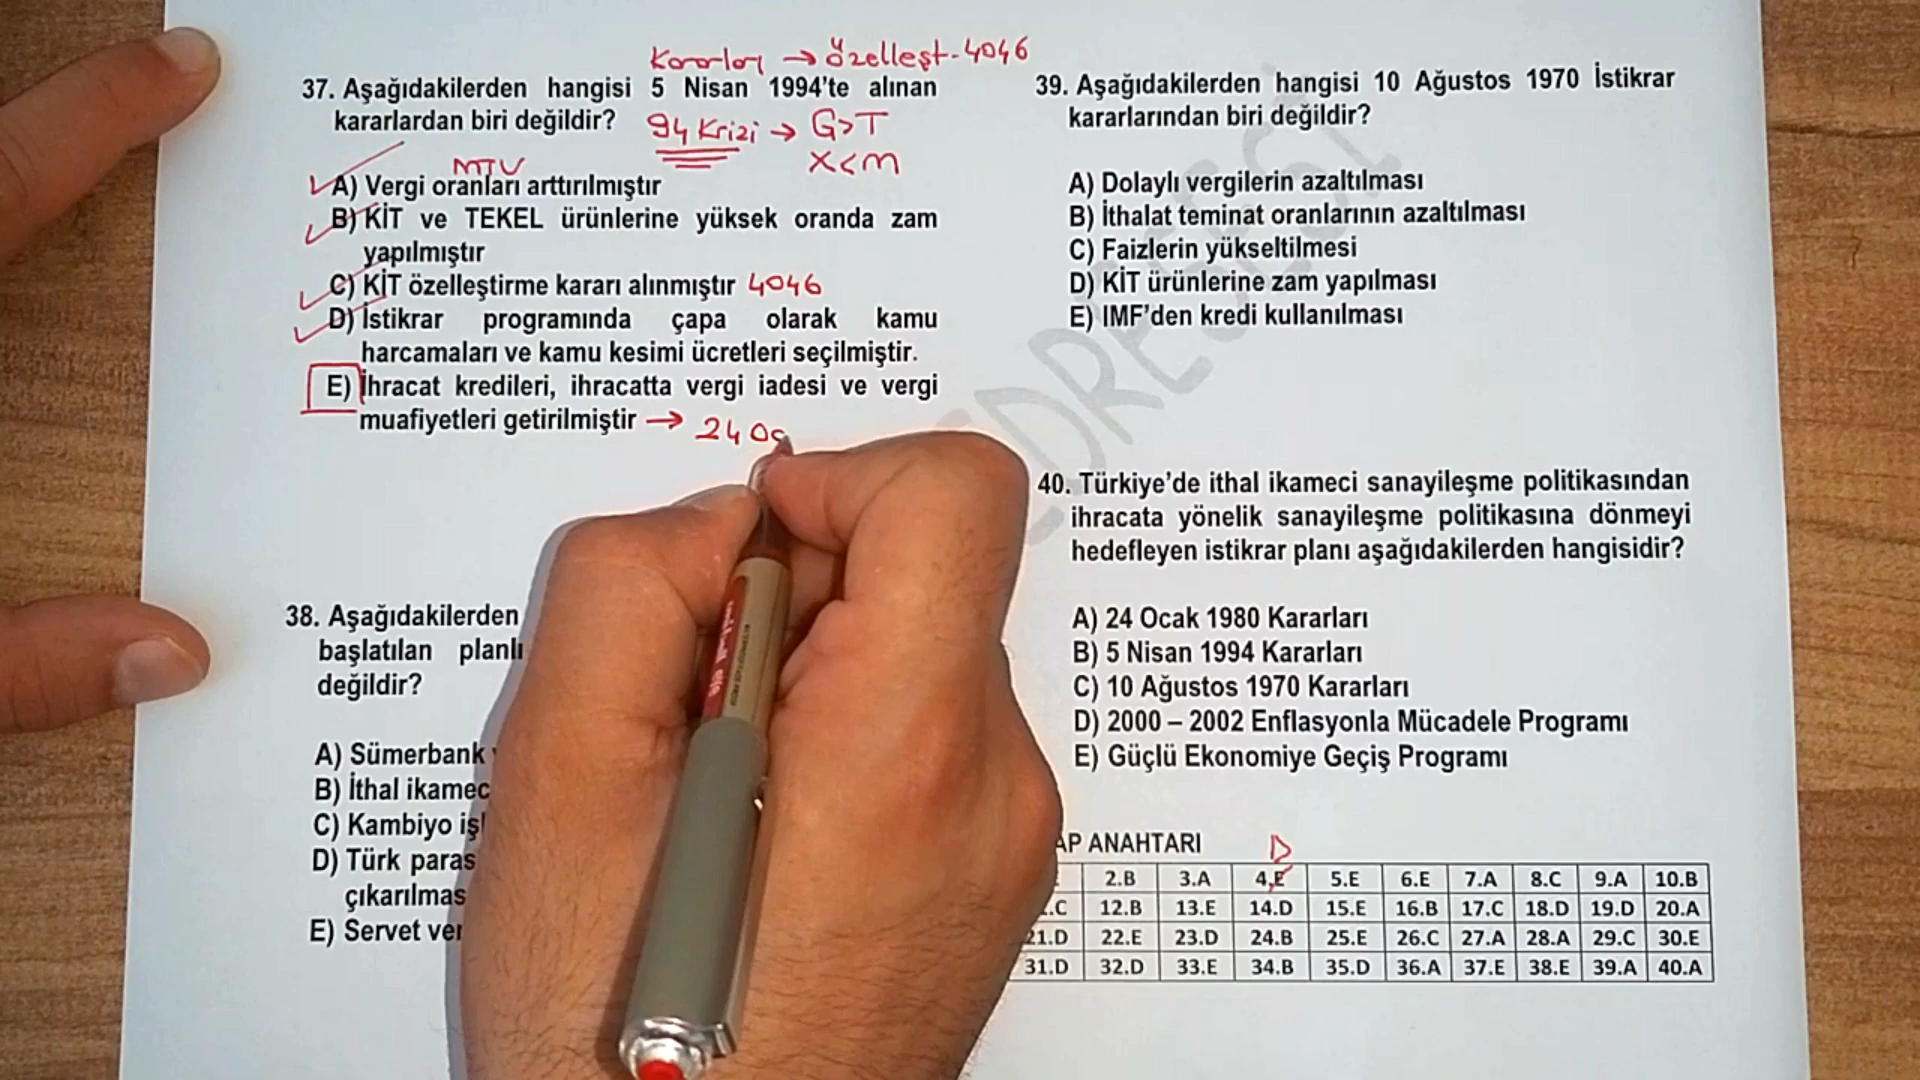 Kararlar → Özelleşt. 4046
37. Aşağıdakilerden hangisi 5 Nisan 1994'te alınan
kararlardan biri değildir?
94 Krizi → G>T
X<M
MTV
A) Vergi oranları arttırılmıştır
B) KİT ve TEKEL ürünlerine yüksek oranda zam
yapılmıştır
C) KİT özelleştirme kararı alınmıştır 4046
D) İstikrar programında çapa olarak kamu
harcamaları ve kamu kesimi ücretleri seçilmiştir.
E) İhracat kredileri, ihracatta vergi iadesi ve vergi
muafiyetleri getirilmiştir → 24 Oc
38. Aşağıdakilerden
başlatılan planlı
değildir?
A) Sümerbank
B) İthal ikamec
C) Kambiyo işl
D) Türk paras
çıkarılmas
E) Servet ver
39. Aşağıdakilerden hangisi 10 Ağustos 1970 İstikrar
kararlarından biri değildir?
A) Dolaylı vergilerin azaltılması
B) İthalat teminat oranlarının azaltılması
C) Faizlerin yükseltilmesi
D) KİT ürünlerine zam yapılması
E) IMF'den kredi kullanılması
40. Türkiye'de ithal ikameci sanayileşme politikasından
ihracata yönelik sanayileşme politikasına dönmeyi
hedefleyen istikrar planı aşağıdakilerden hangisidir?
A) 24 Ocak 1980 Kararları
B) 5 Nisan 1994 Kararları
C) 10 Ağustos 1970 Kararları
D) 2000 – 2002 Enflasyonla Mücadele Programı
E) Güçlü Ekonomiye Geçiş Programı
AP ANAHTARI
D
2.B 3.A 4.E 5.E 6.E 7.A 8.C 9.A 10.B
.C 12.B 13.E 14.D 15.E 16.B 17.C 18.D 19.D 20.A
21.D 22.E 23.D 24.B 25.E 26.C 27.A 28.A 29.C 30.E
31.D 32.D 33.E 34.B 35.D 36.A 37.E 38.E 39.A 40.A